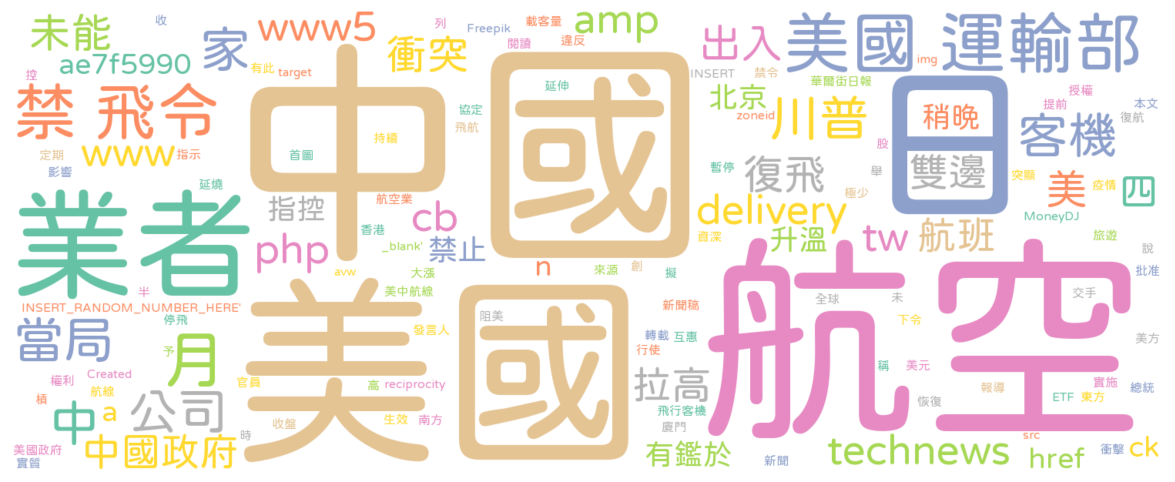 未能
收
家
www5
衝突
列
Freepik
載客量
閱讀
違反
amp
出入
美國
運輸部
img
控
ae7f5990
有此
target
延伸
INSERT
禁令
華爾街日報
禁
飛令
中
國
協定
飛航
北京
zoneid
川普
日
稍晚
提前
授權
本文
復航
客機
定期
影響
www
指示
首圖
持續
股
暫停
復飛
舉
雙邊
極少
突顯
美
疫情
四
業者
延燒
指控
航空業
cb
香港
資深
delivery
升溫
tw
航班
MoneyDJ
旅遊
說
php
_blank'
禁止
avw
大漲
n
來源
創
擬
批准
INSERT_RANDOM_NUMBER_HERE'
半
美中航線
新聞稿
航空
全球
未
交手
當局
停飛
予
月
美
國
阻美
發言人
轉載
互惠
行使
下令
美方
權利
Created
航線
官員
高
reciprocity
拉高
稱
美元
報導
實施
總統
ETF
東方
槓
中
a
公司
時
收盤
生效
南方
飛行客機
廈門
恢復
美國政府
實質
中國政府
有鑑於
新聞
technews
src
href
衝擊
ck